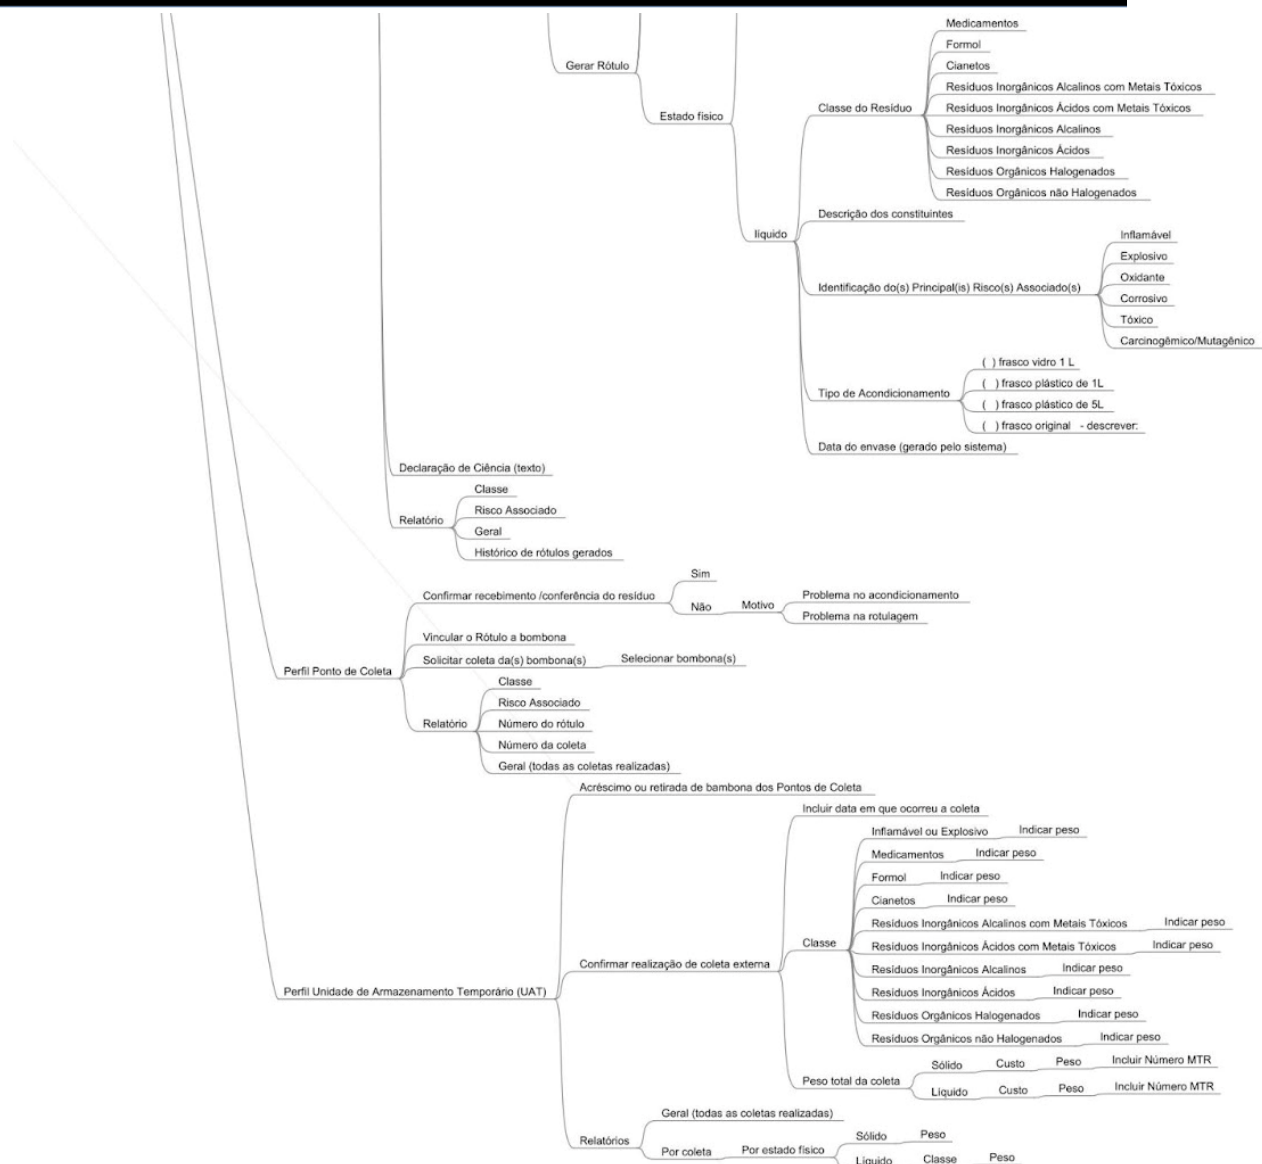 Medicamentos
Formol
Gerar Rótulo
Cianetos
Resíduos Inorgânicos Alcalinos com Metais Tóxicos
Classe do Resíduo
Resíduos Inorgânicos Ácidos com Metais Tóxicos
Estado físico
Resíduos Inorgânicos Alcalinos
Resíduos Inorgânicos Ácidos
Resíduos Orgânicos Halogenados
Resíduos Orgânicos não Halogenados
Descrição dos constituintes
líquido
Inflamável
Explosivo
Oxidante
Identificação do(s) Principal(is) Risco(s) Associado(s)
Corrosivo
Tóxico
Carcinogêmico/Mutagênico
( ) frasco vidro 1 L
( ) frasco plástico de 1L
Tipo de Acondicionamento
( ) frasco plástico de 5L
( ) frasco original - descrever:
Data do envase (gerado pelo sistema)
Declaração de Ciência (texto)
Classe
Risco Associado
Relatório
Geral
Histórico de rótulos gerados
Sim
Confirmar recebimento /conferência do resíduo
Não Motivo
Problema no acondicionamento
Problema na rotulagem
Vincular o Rótulo a bombona
Solicitar coleta da(s) bombona(s) Selecionar bombona(s)
Perfil Ponto de Coleta
Classe
Risco Associado
Relatório
Número do rótulo
Número da coleta
Geral (todas as coletas realizadas)
Acréscimo ou retirada de bambona dos Pontos de Coleta
Incluir data em que ocorreu a coleta
Inflamável ou Explosivo Indicar peso
Medicamentos Indicar peso
Formol Indicar peso
Cianetos Indicar peso
Resíduos Inorgânicos Alcalinos com Metais Tóxicos Indicar peso
Classe
Resíduos Inorgânicos Ácidos com Metais Tóxicos Indicar peso
Confirmar realização de coleta externa
Resíduos Inorgânicos Alcalinos Indicar peso
Perfil Unidade de Armazenamento Temporário (UAT)
Resíduos Inorgânicos Ácidos Indicar peso
Resíduos Orgânicos Halogenados Indicar peso
Resíduos Orgânicos não Halogenados Indicar peso
Peso total da coleta
Sólido Custo Peso Incluir Número MTR
Líquido Custo Peso Incluir Número MTR
Geral (todas as coletas realizadas)
Relatórios
Por coleta Por estado físico
Sólido Peso
Líquido Classe Peso